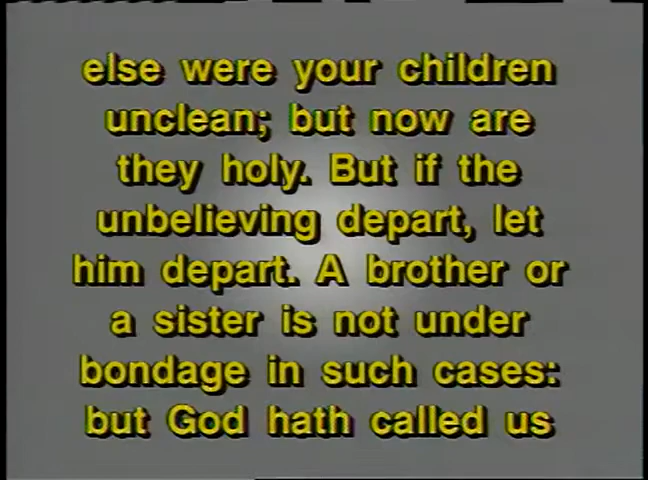 else were your children
unclean; but now are
they holy. But if the
unbelieving depart, let
him depart. A brother or
a sister is not under
bondage in such cases:
but God hath called us